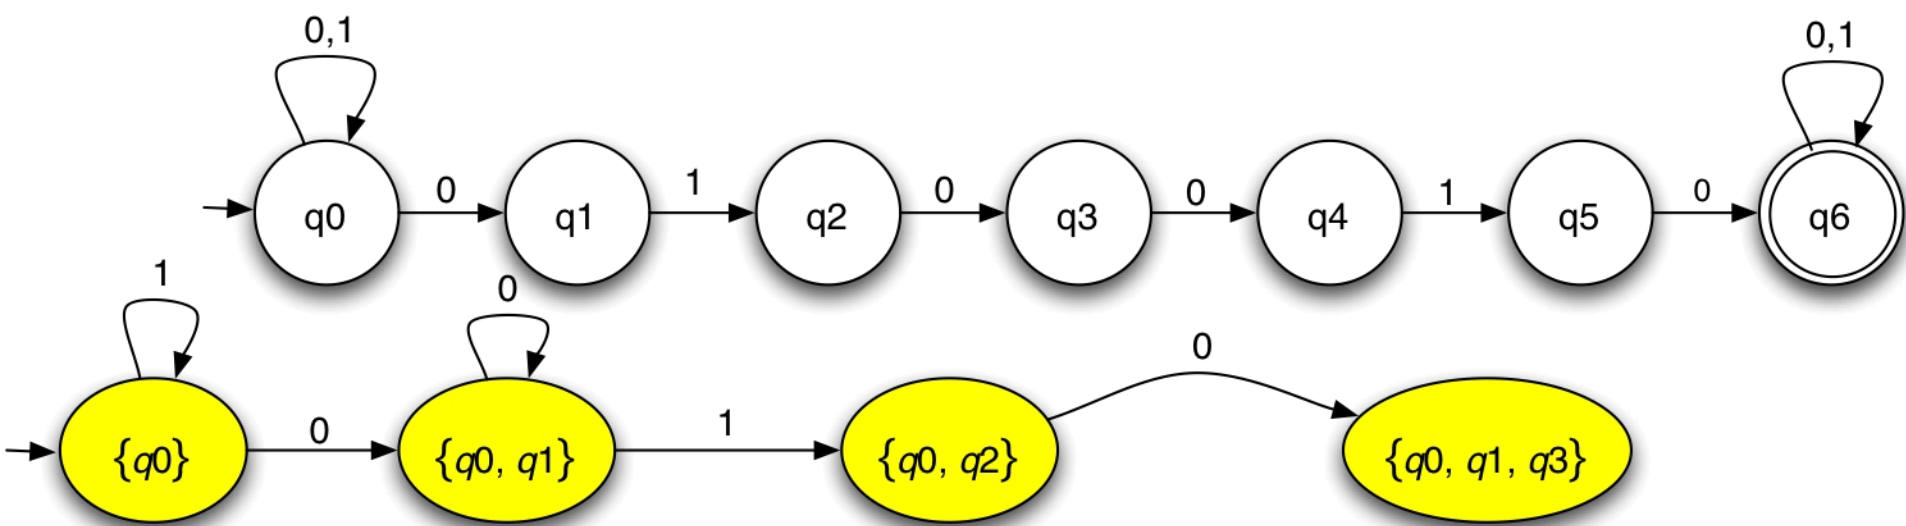 0,1 0,1
0 1 0 0 1 0
q0 q1 q2 q3 q4 q5 q6
1 0
0
0 1
{q0} {q0, q1} {q0, q2} {q0, q1, q3}